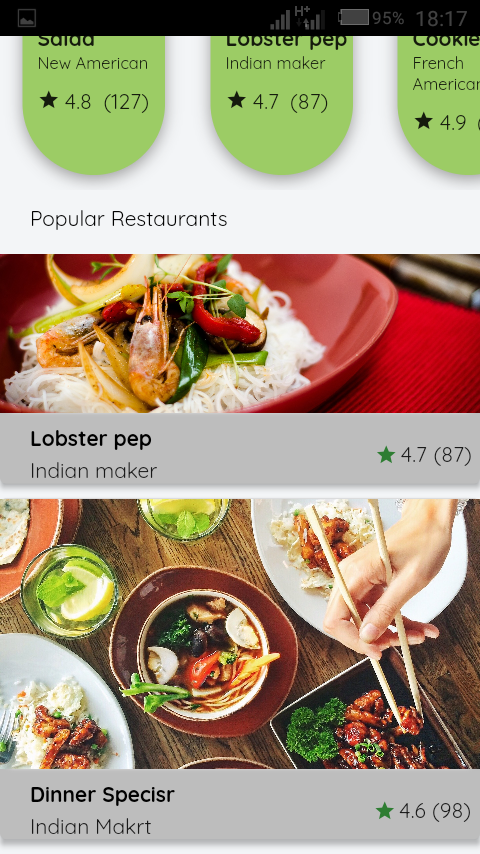 H+
95%
18:17
Salad
Lobster pep
Cookie
New American
Indian maker
French
American
4.8 (127)
4.7 (87)
4.9 (
Popular Restaurants
Lobster pep
Indian maker
4.7 (87)
Dinner Specisr
Indian Makrt
4.6 (98)